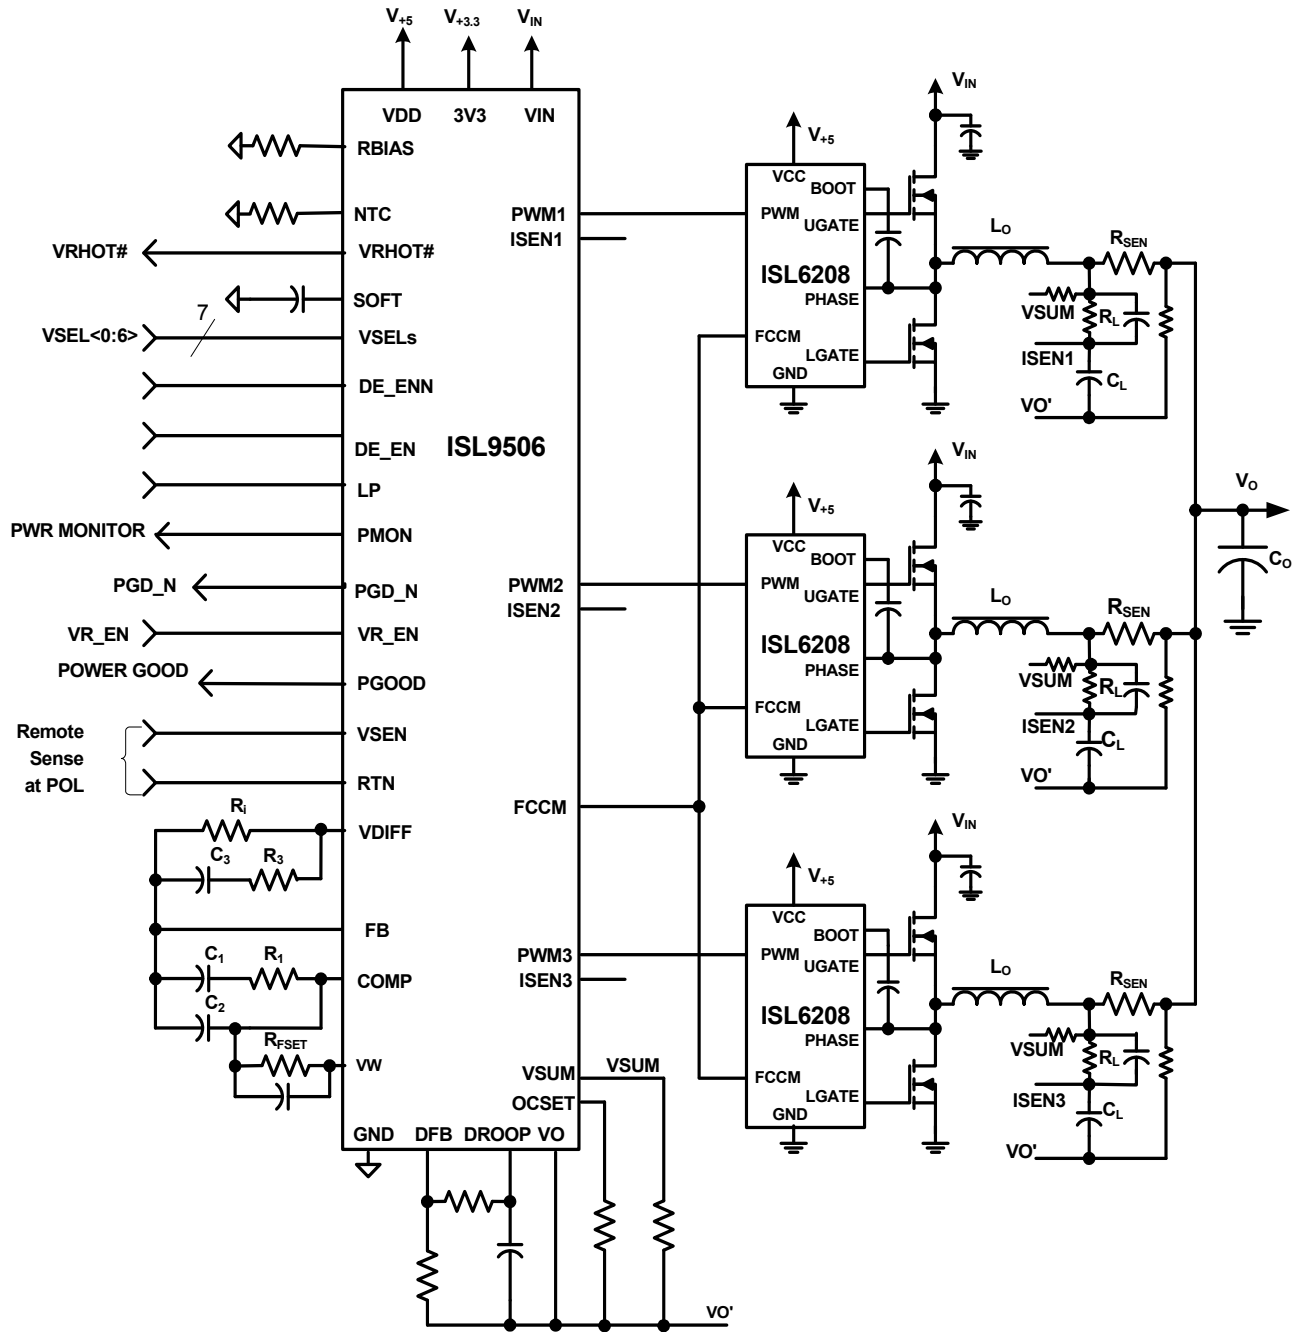 V+5
V+3.3
VIN
VDD
3V3
VIN
RBIAS
NTC
VRHOT#
VRHOT#
SOFT
7
VSEL<0:6>
VSELs
DE_ENN
DE_EN
LP
PWR MONITOR
PMON
PGD_N
PGD_N
VR_EN
VR_EN
POWER GOOD
PGOOD
Remote
Sense
at POL
VSEN
RTN
Ri
VDIFF
C3
R3
FB
C1
R1
COMP
C2
RFSET
VW
GND
DFB
DROOP
VO
ISL9506
PWM1
ISEN1
PWM2
ISEN2
FCCM
PWM3
ISEN3
VSUM
VSUM
OCSET
VO'
V+5
VCC
BOOT
PWM
UGATE
ISL6208
PHASE
FCCM
LGATE
GND
VIN
LO
RSEN
VSUM
RL
ISEN1
CL
VO'
V+5
VCC
BOOT
PWM
UGATE
ISL6208
PHASE
FCCM
LGATE
GND
VIN
LO
RSEN
VSUM
RL
ISEN2
CL
VO'
VO
CO
V+5
VCC
BOOT
PWM
UGATE
ISL6208
PHASE
FCCM
LGATE
GND
VIN
LO
RSEN
VSUM
RL
ISEN3
CL
VO'